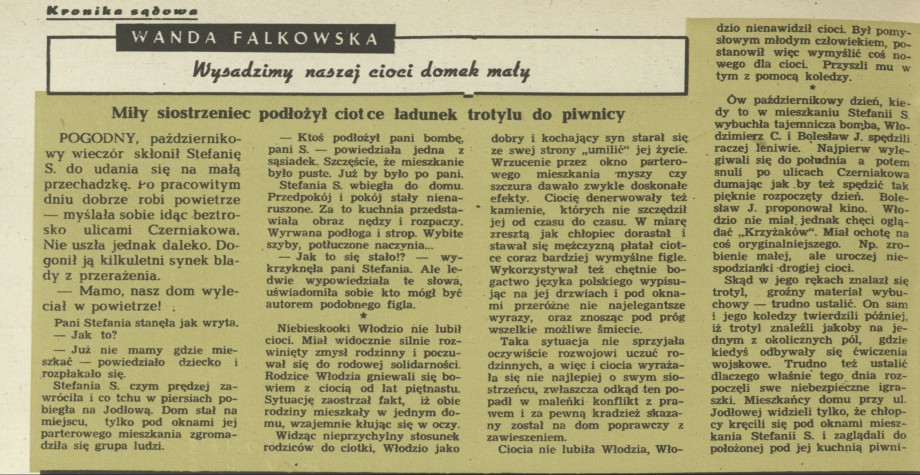 Kronika sądowa
WANDA FALKOWSKA
Wysadzimy naszej cioci domek mały
Miły siostrzeniec podłożył ciotce ładunek trotylu do piwnicy
POGODNY, październiko-
wy wieczór skłonił Stefanię
S. do udania się na małą
przechadzkę. Po pracowitym
dniu dobrze robi powietrze
— myślała sobie idąc beztro-
sko ulicami Czerniakowa.
Nie uszła jednak daleko. Do-
gonił ją kilkuletni synek bla-
dy z przerażenia.
— Mamo, nasz dom wyle-
ciał w powietrze!
Pani Stefania stanęła jak wryta.
— Jak to?
— Już nie mamy gdzie mie-
szkać — powiedziało dziecko i
rozpłakało się.
Stefania S. czym prędzej za-
wróciła i co tchu w piersiach po-
biegła na Jodłową. Dom stał na
miejscu, tylko pod oknami jej
parterowego mieszkania zgroma-
dziła się grupa ludzi.
— Ktoś podłożył pani bombę,
pani S. — powiedziała jedna z
sąsiadek. Szczęście, że mieszkanie
było puste. Już by było po pani.
Stefania S. wbiegła do domu.
Przedpokój i pokój stały niena-
ruszone. Za to kuchnia przedsta-
wiała obraz nędzy i rozpaczy.
Wyrwana podłoga i strop. Wybite
szyby, potłuczone naczynia...
— Jak to się stało!? — wy-
krzyknęła pani Stefania. Ale le-
dwie wypowiedziała te słowa,
uświadomiła sobie kto mógł być
autorem podobnego figla.
*
Niebieskooki Włodzio nie lubił
cioci. Miał widocznie silnie roz-
winięty zmysł rodzinny i poczu-
wał się do rodowej solidarności.
Rodzice Włodzia gniewali się bo-
wiem z ciocią od lat piętnastu.
Sytuację zaostrzał fakt, iż obie
rodziny mieszkały w jednym do-
mu, wzajemnie kłując się w oczy.
Widząc nieprzychylny stosunek
rodziców do ciotki, Włodzio jako
dobry i kochający syn starał się
ze swej strony „umilić" jej życie.
Wrzucenie przez okno partero-
wego mieszkania myszy czy
szczura dawało zwykle doskonałe
efekty. Ciocię denerwowały też
kamienie, których nie szczędził
jej od czasu do czasu. W miarę
zresztą jak chłopiec dorastał i
stawał się mężczyzną płatał ciot-
ce coraz bardziej wymyślne figle.
Wykorzystywał też chętnie bo-
gactwo języka polskiego wypisu-
jąc na jej drzwiach i pod okna-
mi przeróżne nie najeleganťsze
wyrazy, oraz znosząc pod próg
wszelkie możliwe śmiecie.
Taka sytuacja nie sprzyjała
oczywiście rozwojowi uczuć ro-
dzinnych, a więc i ciocia wyraża-
ła się nie najlepiej o swym sio-
strzeńcu, zwłaszcza odkąd ten po-
padł w maleńki konflikt z pra-
wem i za pewną kradzież skaza-
ny został na dom poprawczy z
zawieszeniem.
Ciocia nie lubiła Włodzia, Wło-
dzio nienawidził cioci. Był pomy-
słowym młodym człowiekiem, po-
stanowił więc wymyślić coś no-
wego dla cioci. Przyszli mu w
tym z pomocą koledzy.
*
Ów październikowy dzień, kie-
dy to w mieszkaniu Stefanii S.
wybuchła tajemnicza bomba, Wło-
dzimierz C. i Bolesław J. spędzili
raczej leniwie. Najpierw wyle-
giwali się do południa a potem
snuli po ulicach Czerniakowa
dumając jak by też spędzić tak
pięknie rozpoczęty dzień. Bole-
sław J. proponował kino. Wło-
dzio nie miał jednak chęci oglą-
dać „Krzyżaków". Miał ochotę na
coś oryginalniejszego. Np. zro-
bienie małej, ale uroczej nie-
spodzianki drogiej cioci.
Skąd w jego rękach znalazł się
trotyl, groźny materiał wybu-
chowy — trudno ustalić. On sam
i jego koledzy twierdzili później,
iż trotyl znaleźli jakoby na je-
dnym z okolicznych pól, gdzie
kiedyś odbywały się ćwiczenia
wojskowe. Trudno też ustalić
dlaczego właśnie tego dnia roz-
poczęli swe niebezpieczne igra-
szki. Mieszkańcy domu przy ul.
Jodłowej widzieli tylko, że chłop-
cy kręcili się pod oknami miesz-
kania Stefanii S. i zaglądali do
położonej pod jej kuchnią piwni-